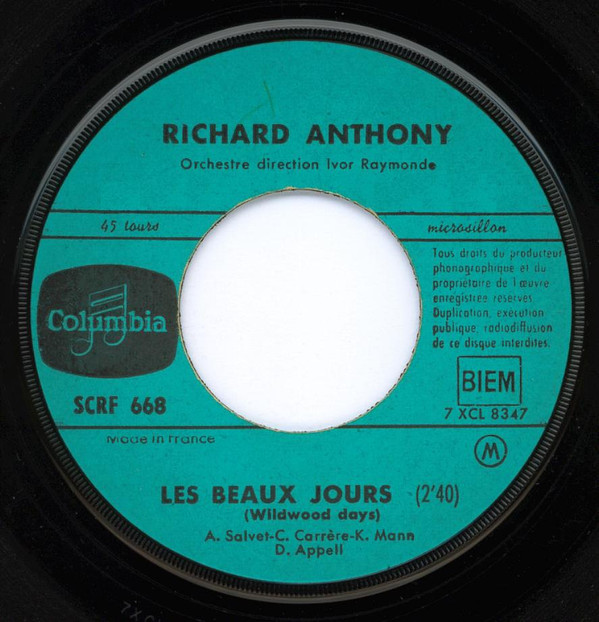 RICHARD ANTHONY
Orchestre direction Ivor Raymonde
45 tours
microsillon
Tous droits du producteur
phonographique et du
propriétaire de l'œuvre
enregistrée réservés.
Duplication, exécution
publique, radiodiffusion
de ce disque interdites.
Columbia
SCRF 668
BIEM
7 XCL 8347
Made in France
M
LES BEAUX JOURS (2'40)
(Wildwood days)
A. Salvet-C. Carrère-K. Mann
D. Appell